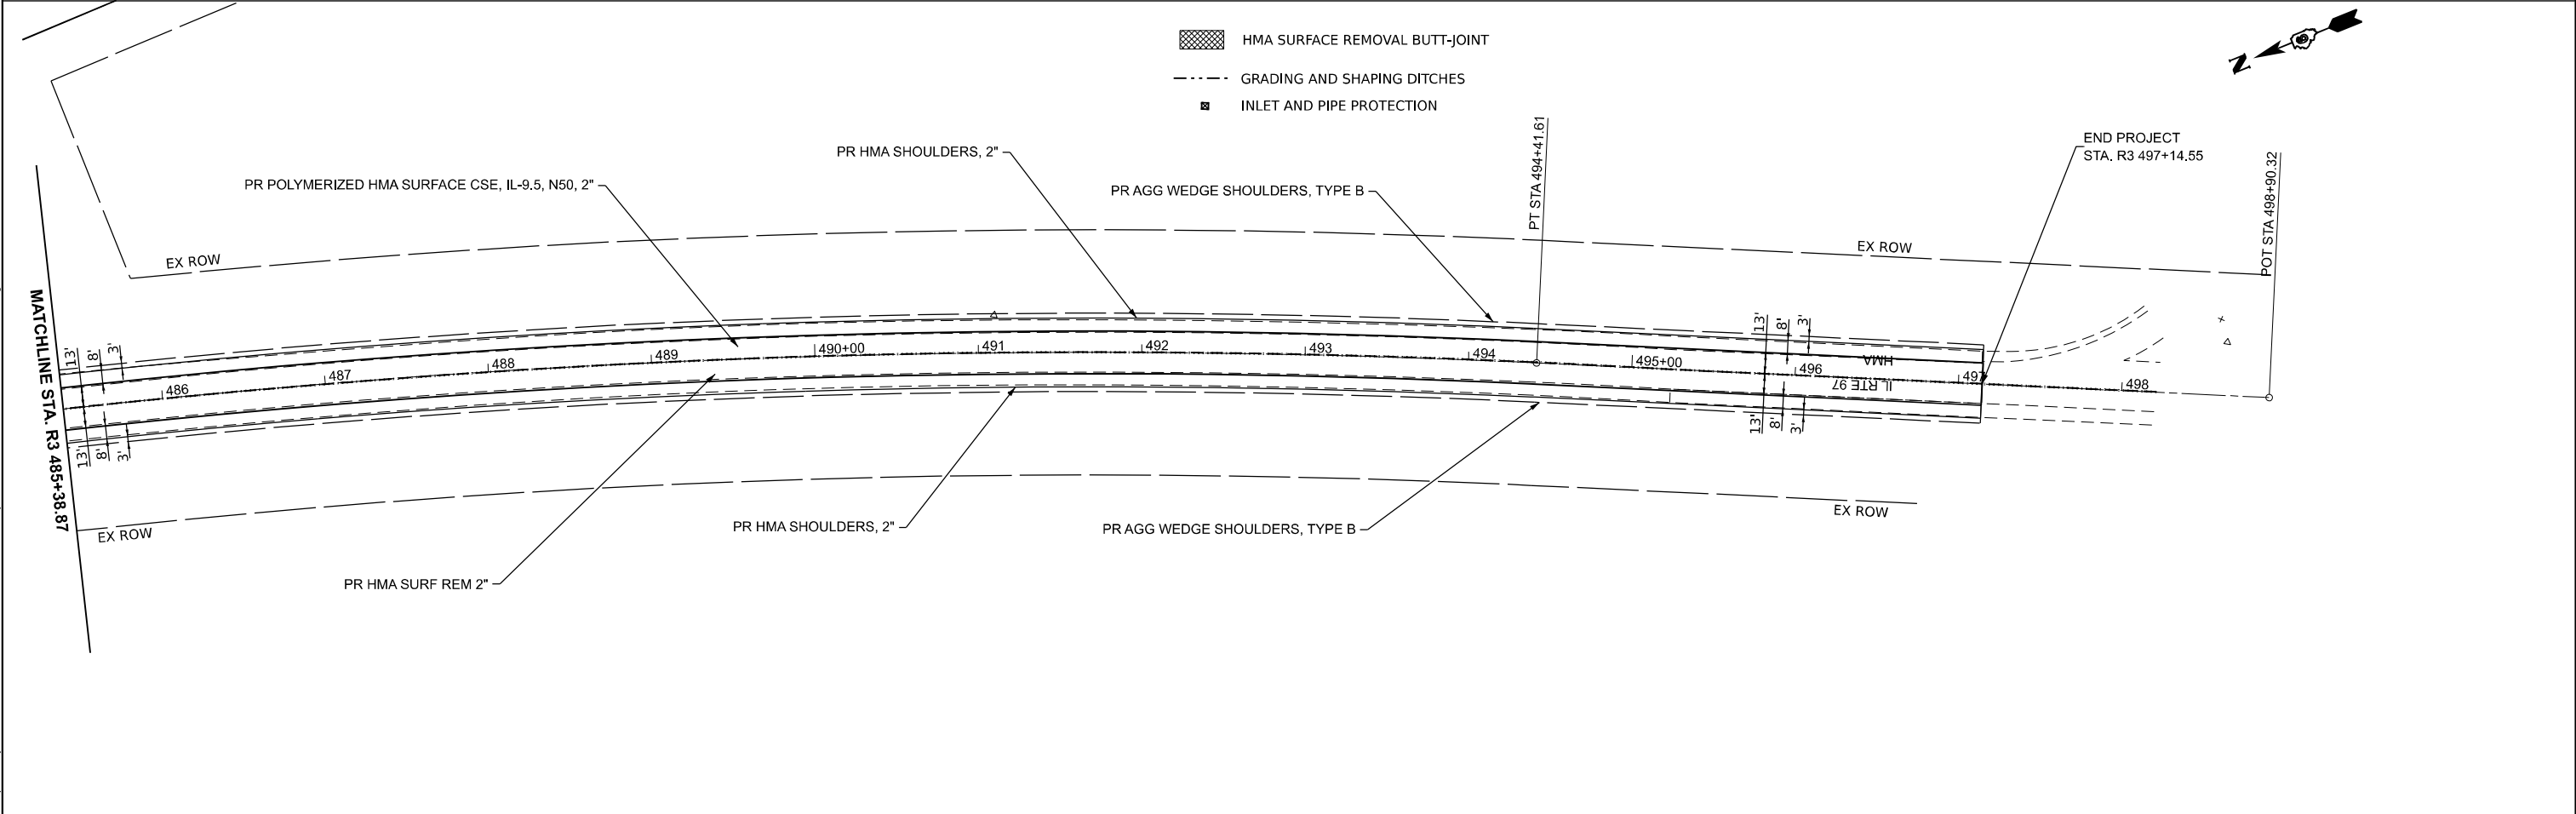 HMA SURFACE REMOVAL BUTT-JOINT
GRADING AND SHAPING DITCHES
INLET AND PIPE PROTECTION
N
PR HMA SHOULDERS, 2"
PR POLYMERIZED HMA SURFACE CSE, IL-9.5, N50, 2"
PR AGG WEDGE SHOULDERS, TYPE B
PT STA 494+41.61
END PROJECT
STA. R3 497+14.55
POT STA 498+90.32
EX ROW
EX ROW
MATCHLINE STA. R3 485+38.87
13'
8'
3'
13'
8'
3'
486
487
488
489
490+00
491
492
493
494
495+00
496
497
498
13'
8'
3'
HMA
IL RTE 97
13'
8'
3'
EX ROW
EX ROW
PR HMA SHOULDERS, 2"
PR AGG WEDGE SHOULDERS, TYPE B
PR HMA SURF REM 2"